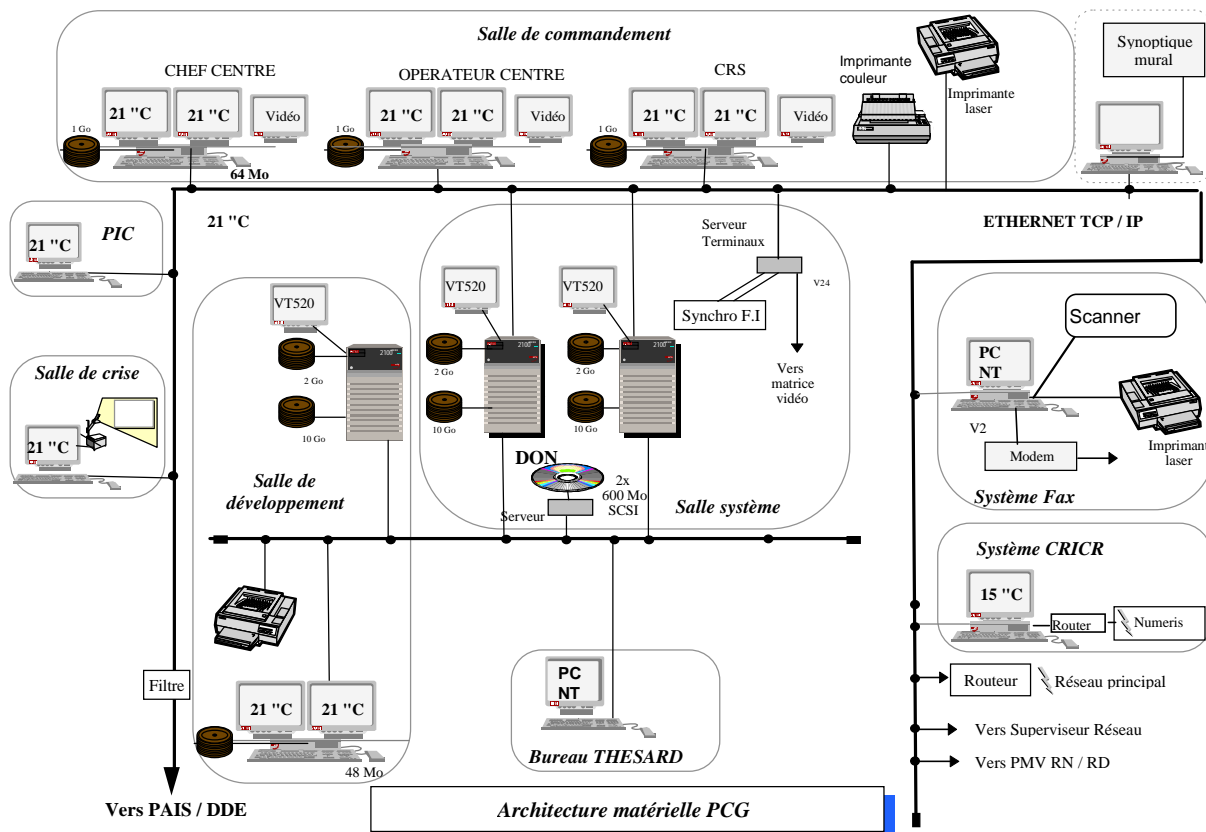 Salle de commandement
CHEF CENTRE
OPERATEUR CENTRE
CRS
Imprimante
couleur
Imprimante
laser
Synoptique
mural
21 "C
21 "C
Vidéo
21 "C
21 "C
Vidéo
21 "C
21 "C
Vidéo
1 Go
1 Go
1 Go
64 Mo
PIC
21 "C
21 "C
Serveur
Terminaux
ETHERNET TCP / IP
V24
VT520
VT520
VT520
Synchro F.I
Vers
matrice
vidéo
2100
2100
2100
2 Go
2 Go
2 Go
10 Go
10 Go
10 Go
Salle de crise
21 "C
Scanner
PC
NT
V2
Modem
Imprimant
laser
Système Fax
Salle de
développement
DON
2x
600 Mo
SCSI
Serveur
Salle système
Système CRICR
15 "C
Router
Numeris
Filtre
PC
NT
Bureau THESARD
Routeur
Réseau principal
21 "C
21 "C
48 Mo
Vers Superviseur Réseau
Vers PMV RN / RD
Vers PAIS / DDE
Architecture matérielle PCG